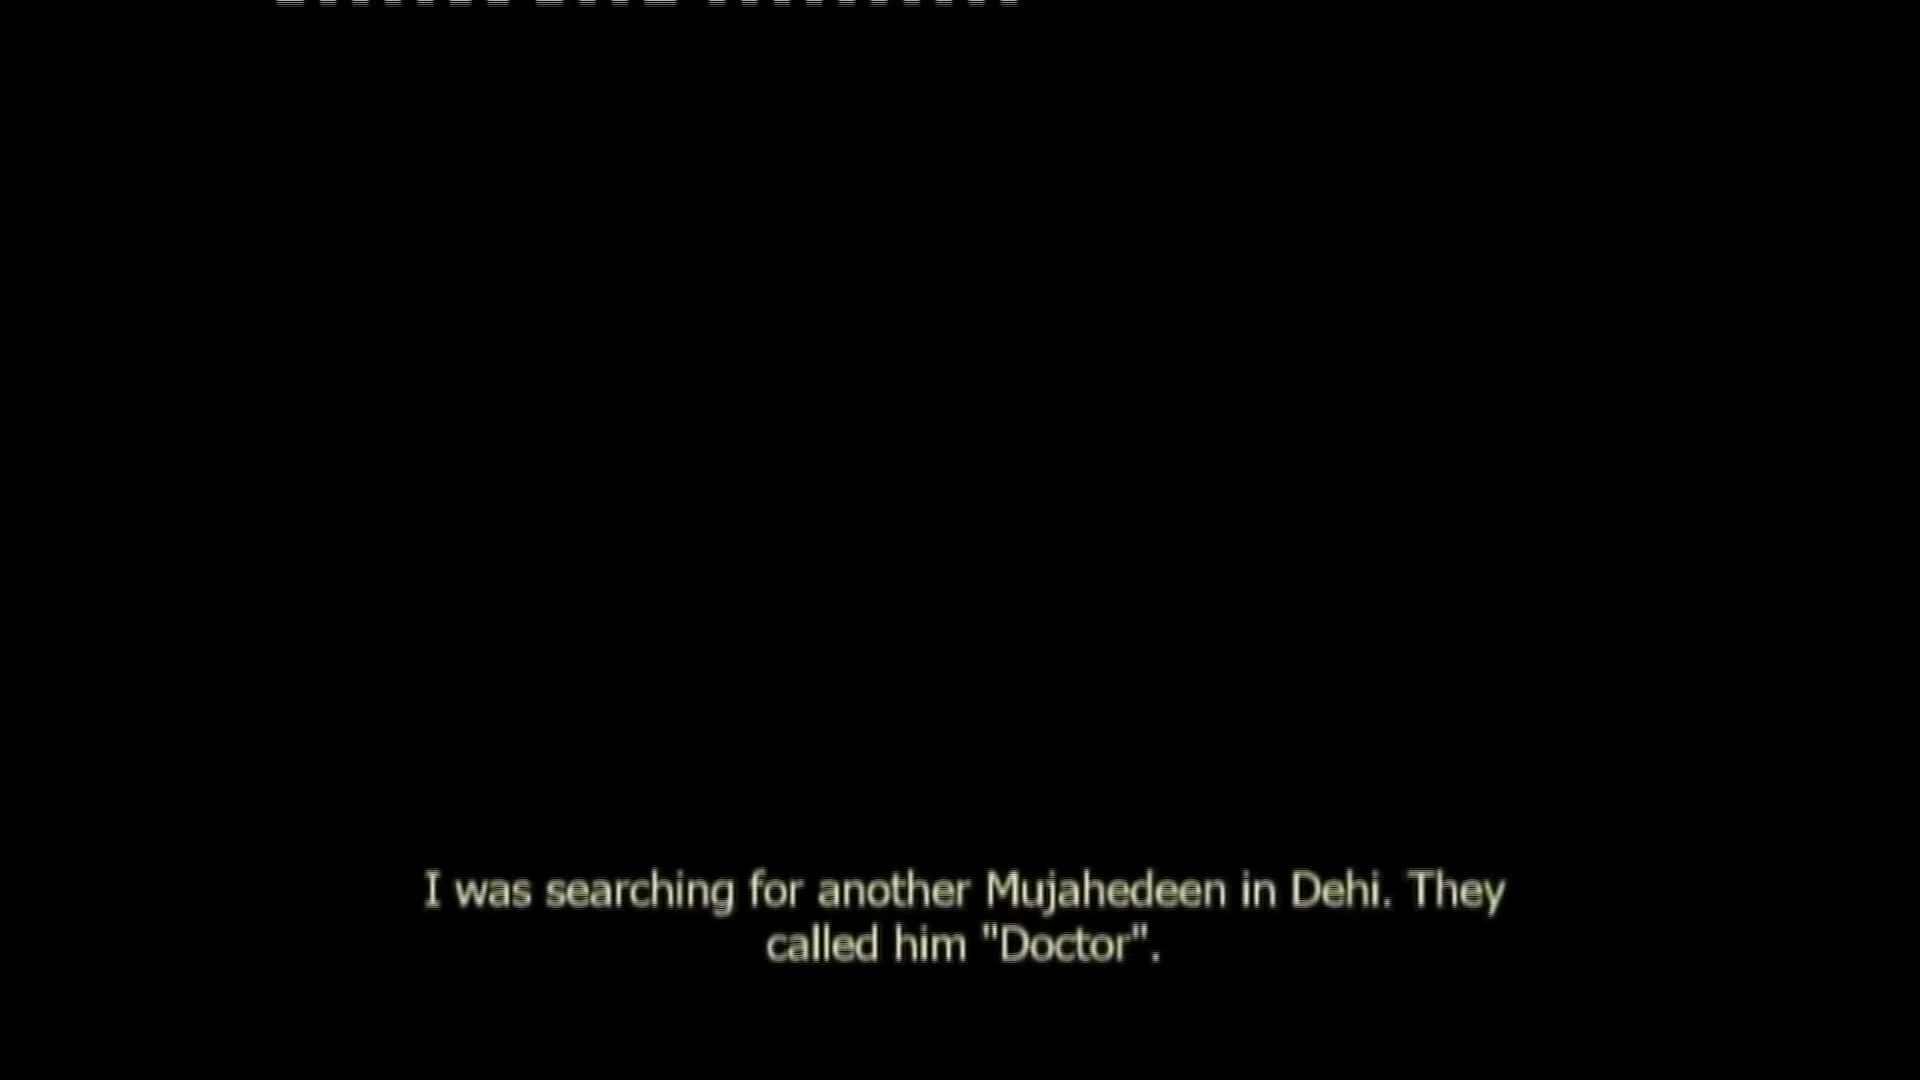 I was searching for another Mujahedeen in Dehi. They
called him "Doctor".